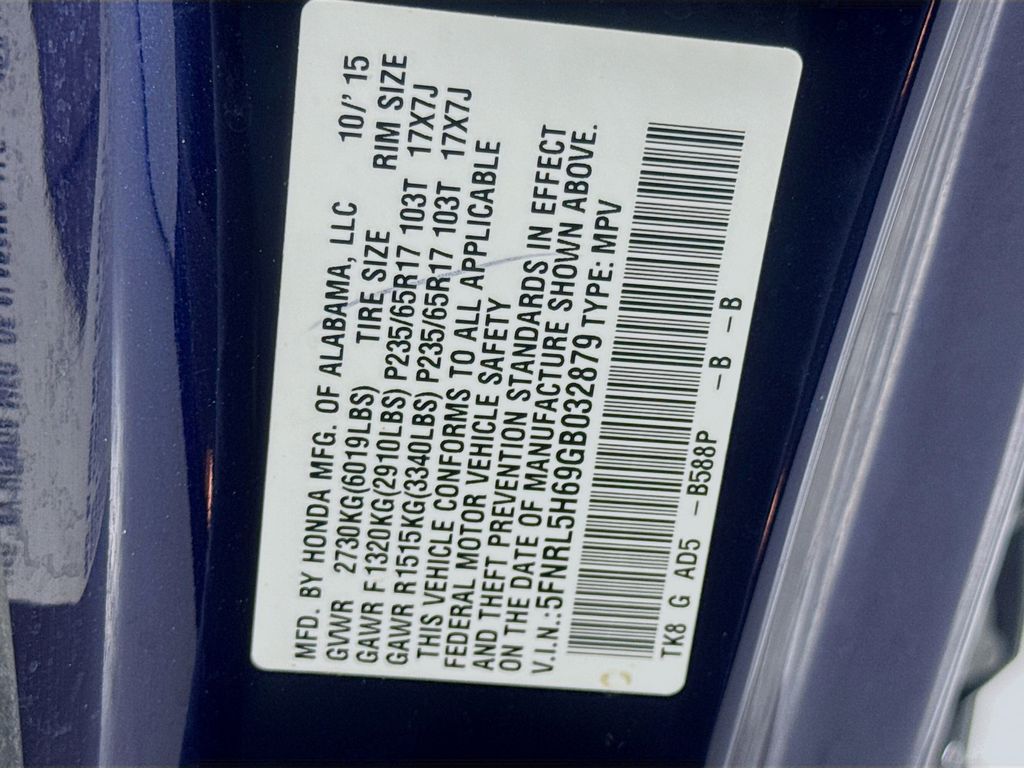 MFD. BY HONDA MFG. OF ALABAMA, LLC 10/' 15
GVWR 2730KG(6019LBS) TIRE SIZE RIM SIZE
GAWR F 1320KG(2910LBS) P235/65R17 103T 17X7J
GAWR R1515KG(3340LBS) P235/65R17 103T 17X7J
THIS VEHICLE CONFORMS TO ALL APPLICABLE
FEDERAL MOTOR VEHICLE SAFETY
AND THEFT PREVENTION STANDARDS IN EFFECT
ON THE DATE OF MANUFACTURE SHOWN ABOVE.
V.I.N.:5FNRL5H69GB032879 TYPE: MPV
TK8 G AD5 –B588P –B –B